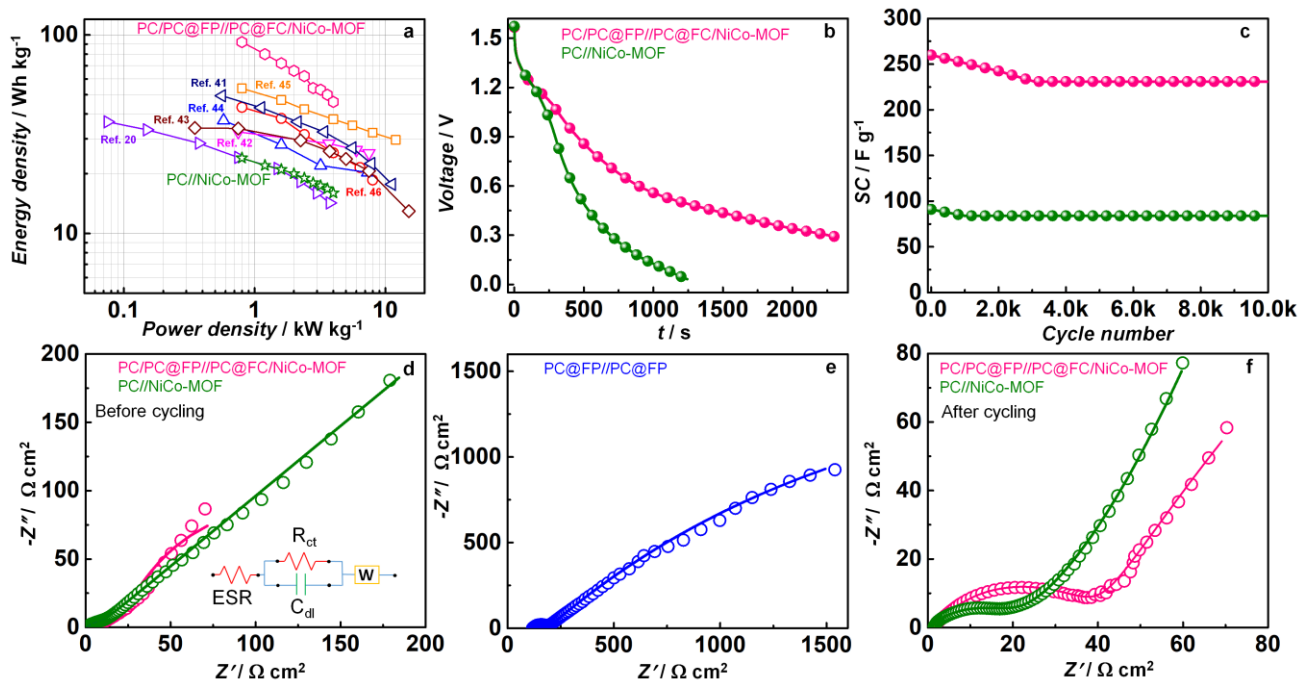 a
PC/PC@FP//PC@FC/NiCo-MOF
Ref. 41
Ref. 45
Ref. 44
Ref. 43
Ref. 20
Ref. 42
PC//NiCo-MOF
Ref. 46
100
10
Energy density / Wh kg⁻¹
0.1
1
10
Power density / kW kg⁻¹
b
PC/PC@FP//PC@FC/NiCo-MOF
PC//NiCo-MOF
1.5
1.2
0.9
0.6
0.3
0.0
Voltage / V
0 500 1000 1500 2000
t / s
c
300
250
200
150
100
50
0
SC / F g⁻¹
0.0 2.0k 4.0k 6.0k 8.0k 10.0k
Cycle number
d
PC/PC@FP//PC@FC/NiCo-MOF
PC//NiCo-MOF
Before cycling
Rct
W
ESR
Cdl
200
150
100
50
0
-Z″ / Ω cm²
0 50 100 150 200
Z′ / Ω cm²
e
PC@FP//PC@FP
1500
1000
500
0
-Z″ / Ω cm²
0 500 1000 1500
Z′ / Ω cm²
f
PC/PC@FP//PC@FC/NiCo-MOF
PC//NiCo-MOF
After cycling
80
60
40
20
0
-Z″ / Ω cm²
0 20 40 60 80
Z′ / Ω cm²